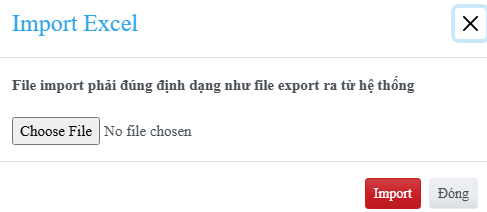 Import Excel
File import phải đúng định dạng như file export ra từ hệ thống
Choose File No file chosen
Import Đóng